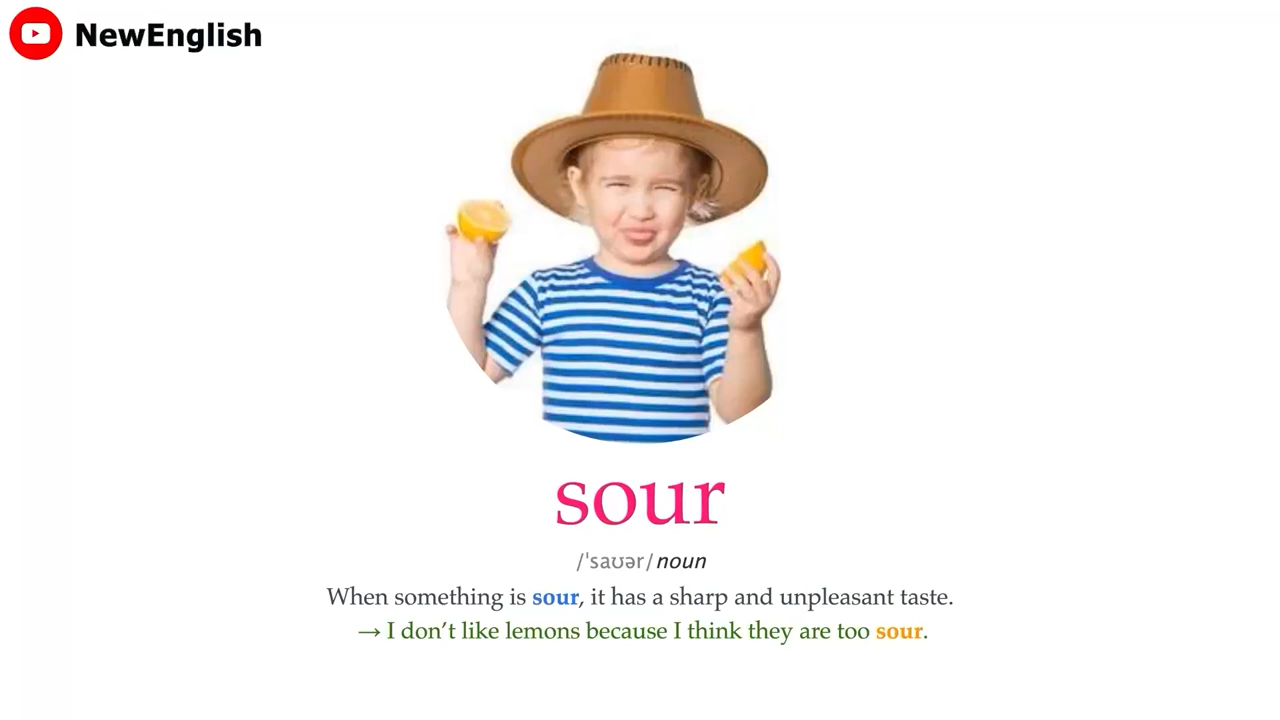 NewEnglish
sour
/ˈsaʊər/ noun
When something is sour, it has a sharp and unpleasant taste.
→ I don’t like lemons because I think they are too sour.